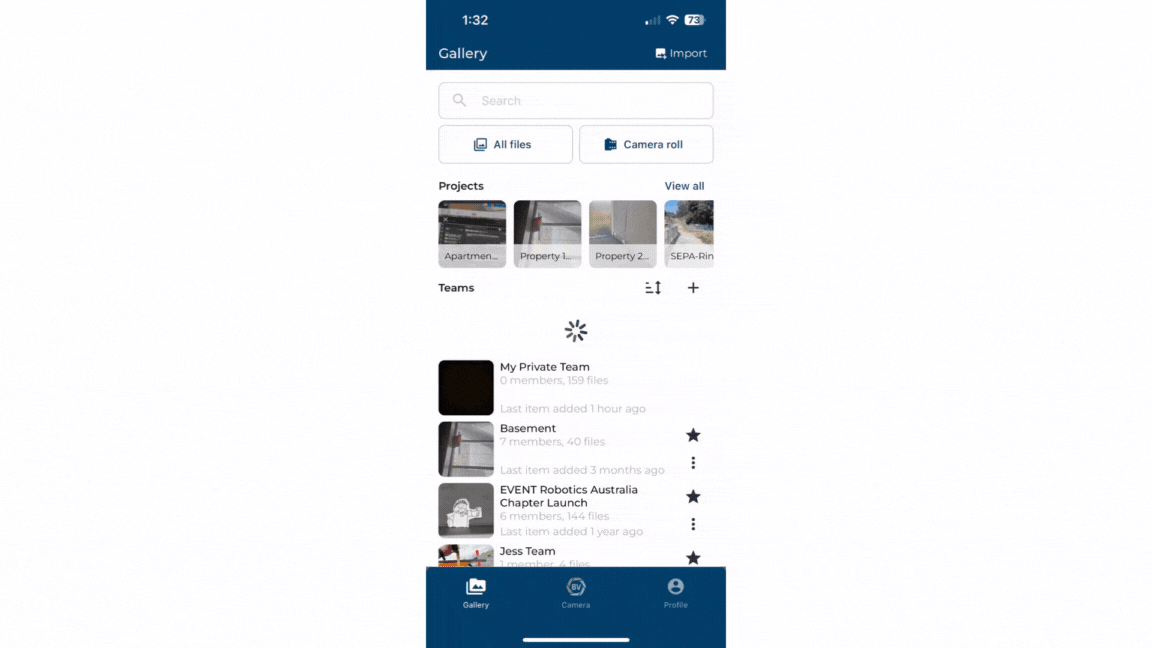 1:32
73
Gallery
Import
Search
All files
Camera roll
Projects
View all
Apartmen...
Property 1...
Property 2...
SEPA-Rin
Teams
My Private Team
0 members, 159 files
Last item added 1 hour ago
Basement
7 members, 40 files
Last item added 3 months ago
EVENT Robotics Australia
Chapter Launch
6 members, 144 files
Last item added 1 year ago
Jess Team
1 member, 4 files
BV
Gallery
Camera
Profile